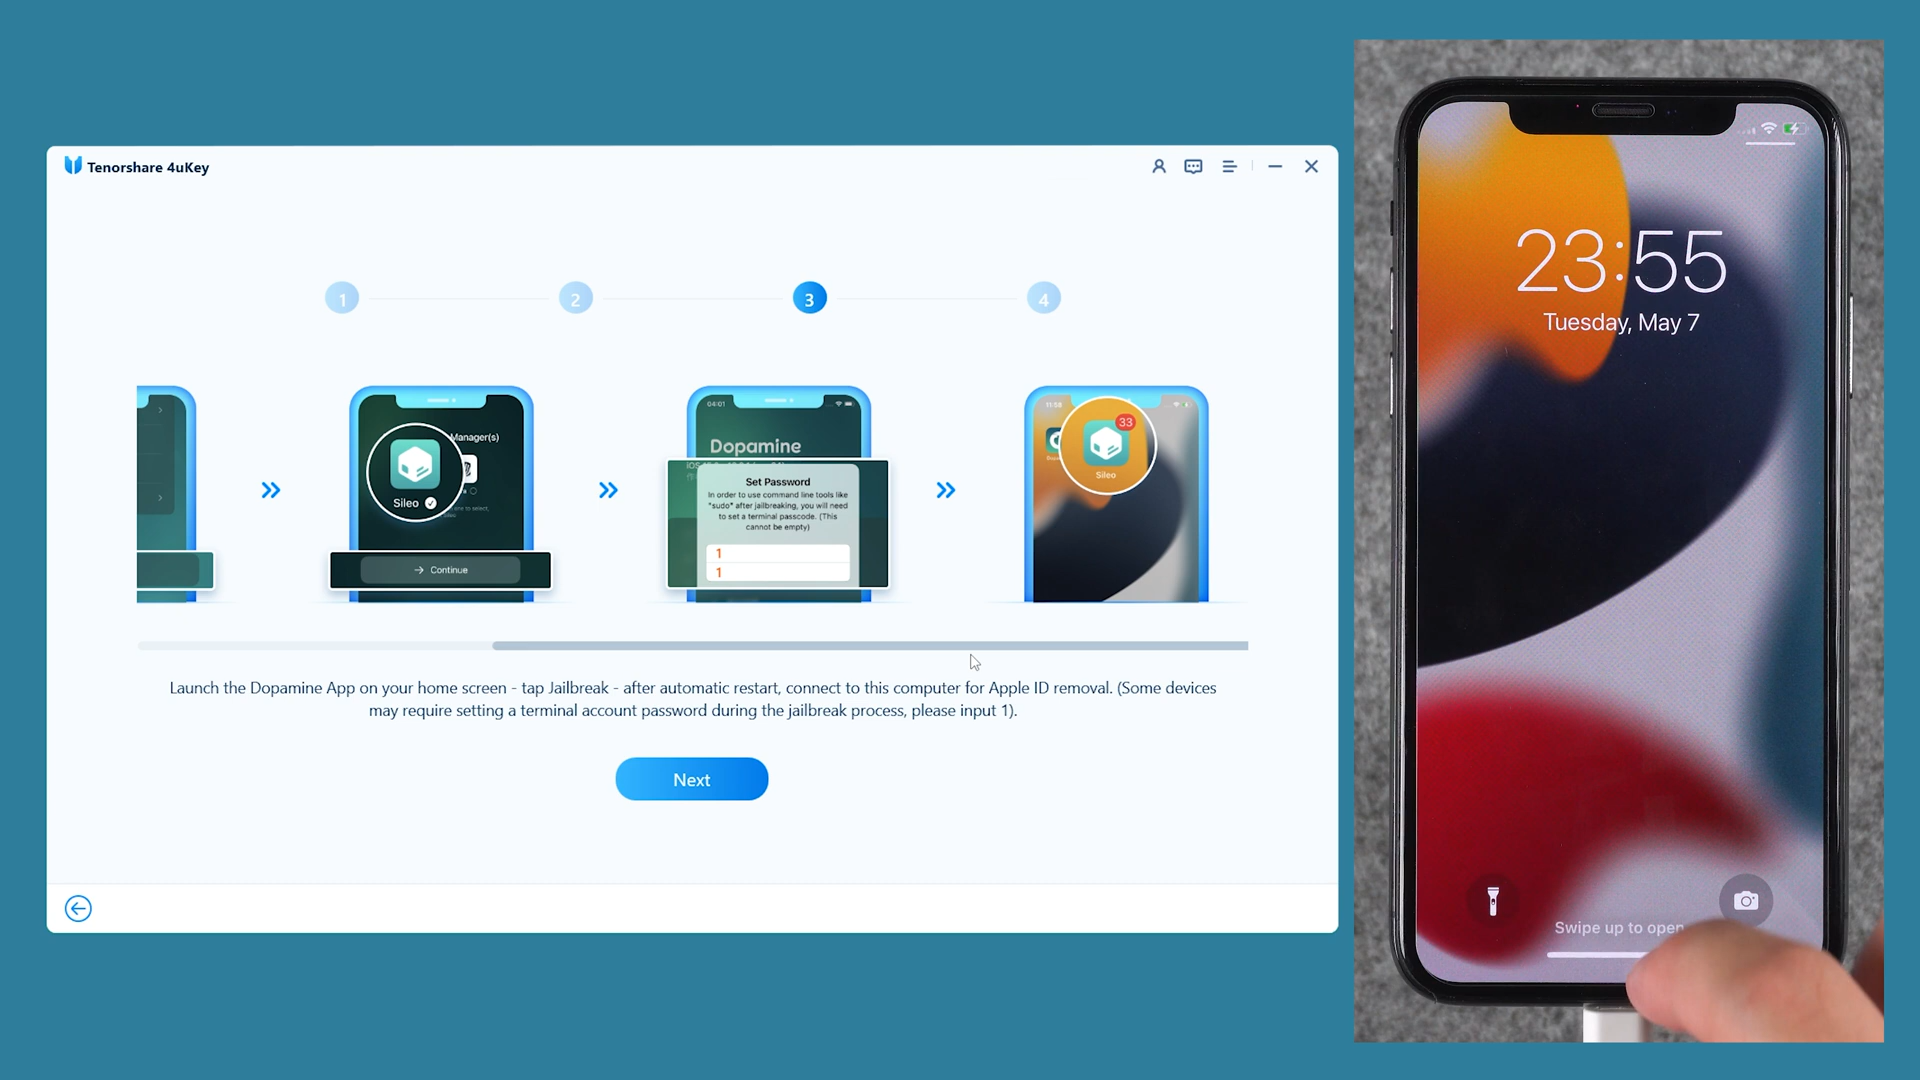 Tenorshare 4uKey
1
2
3
4
Manager(s)
Sileo
Continue
04:01
Dopamine
Set Password
In order to use command line tools like
"sudo" after jailbreaking, you will need
to set a terminal passcode. (This
cannot be empty)
1
1
11:58
33
Sileo
Launch the Dopamine App on your home screen - tap Jailbreak - after automatic restart, connect to this computer for Apple ID removal. (Some devices
may require setting a terminal account password during the jailbreak process, please input 1).
Next
23:55
Tuesday, May 7
Swipe up to open